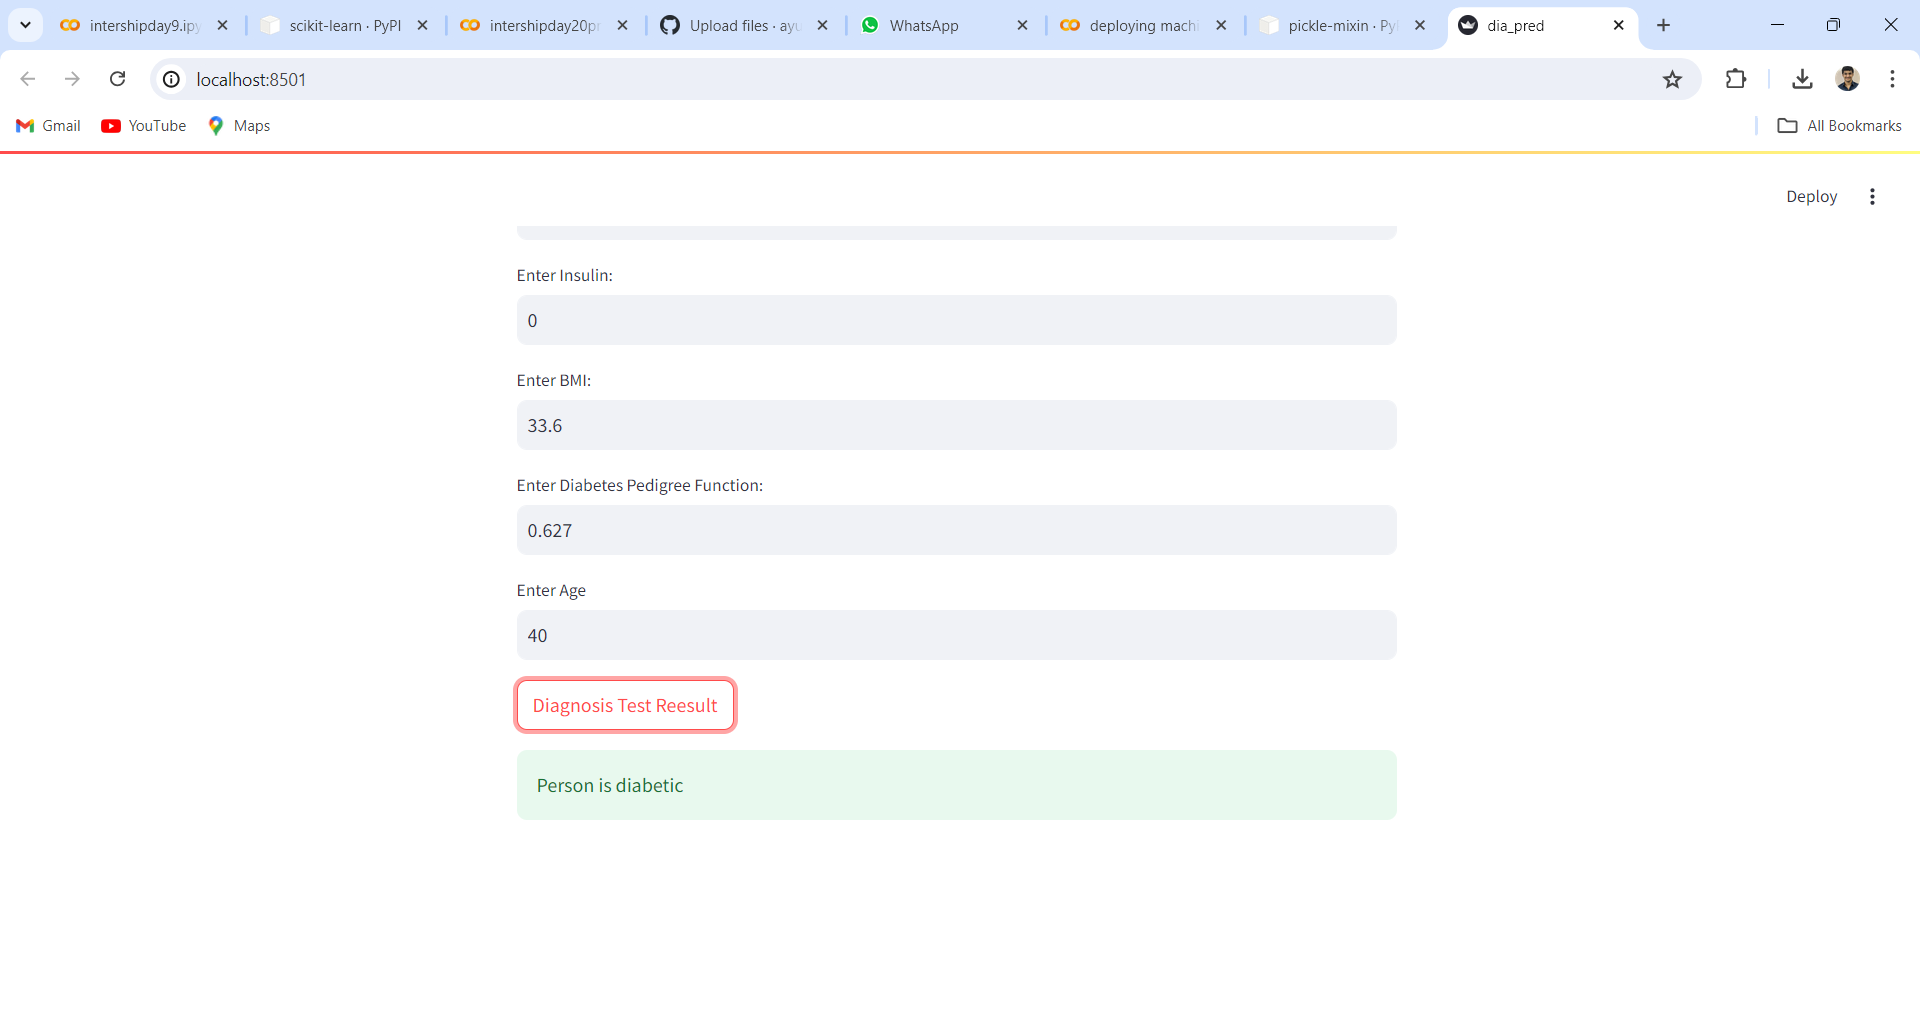 intershipday9.ipy
scikit-learn · PyPI
intershipday20pr
Upload files · ayu
WhatsApp
deploying machi
pickle-mixin · Py
dia_pred
localhost:8501
Gmail
YouTube
Maps
All Bookmarks
Deploy
Enter Insulin:
0
Enter BMI:
33.6
Enter Diabetes Pedigree Function:
0.627
Enter Age
40
Diagnosis Test Reesult
Person is diabetic